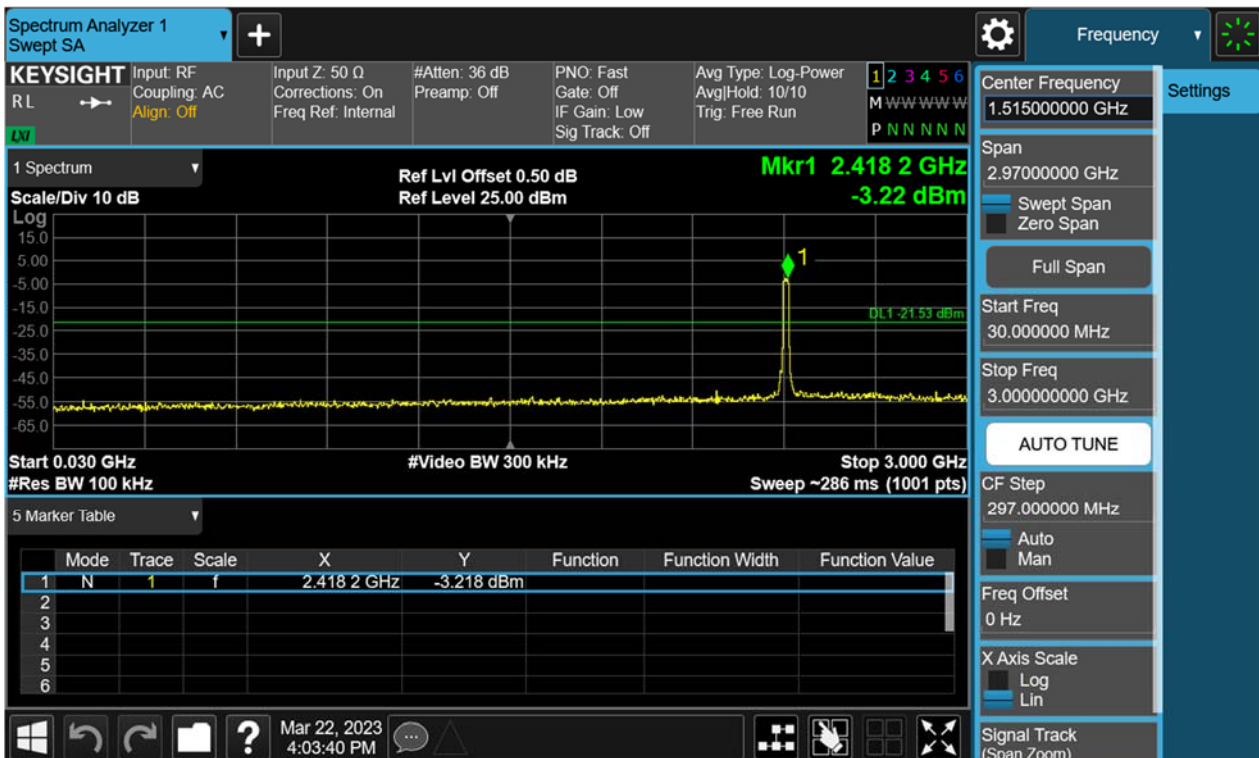 Spectrum Analyzer 1
Swept SA
+
Frequency
KEYSIGHT
RL
LXI
Input: RF
Coupling: AC
Align: Off
Input Z: 50 Ω
Corrections: On
Freq Ref: Internal
#Atten: 36 dB
Preamp: Off
PNO: Fast
Gate: Off
IF Gain: Low
Sig Track: Off
Avg Type: Log-Power
Avg|Hold: 10/10
Trig: Free Run
1 2 3 4 5 6
M W W W W W
P N N N N N
Center Frequency
1.515000000 GHz
Settings
1 Spectrum
Scale/Div 10 dB
Ref Lvl Offset 0.50 dB
Ref Level 25.00 dBm
Mkr1 2.418 2 GHz
-3.22 dBm
Log
15.0
5.00
-5.00
-15.0
-25.0
-35.0
-45.0
-55.0
-65.0
1
DL1 -21.53 dBm
Start 0.030 GHz
#Res BW 100 kHz
#Video BW 300 kHz
Stop 3.000 GHz
Sweep ~286 ms (1001 pts)
Span
2.97000000 GHz
Swept Span
Zero Span
Full Span
Start Freq
30.000000 MHz
Stop Freq
3.000000000 GHz
AUTO TUNE
CF Step
297.000000 MHz
Auto
Man
Freq Offset
0 Hz
X Axis Scale
Log
Lin
Signal Track
(Span Zoom)
5 Marker Table
Mode Trace Scale X Y Function Function Width Function Value
1 N 1 f 2.418 2 GHz -3.218 dBm
2
3
4
5
6
?
Mar 22, 2023
4:03:40 PM